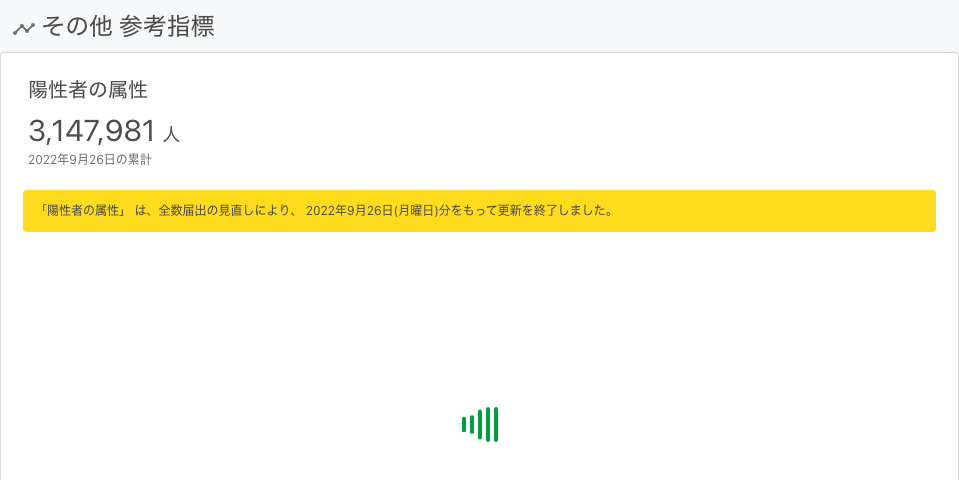 その他 参考指標
陽性者の属性
3,147,981 人
2022年9月26日の累計
「陽性者の属性」 は、全数届出の見直しにより、 2022年9月26日(月曜日)分をもって更新を終了しました。